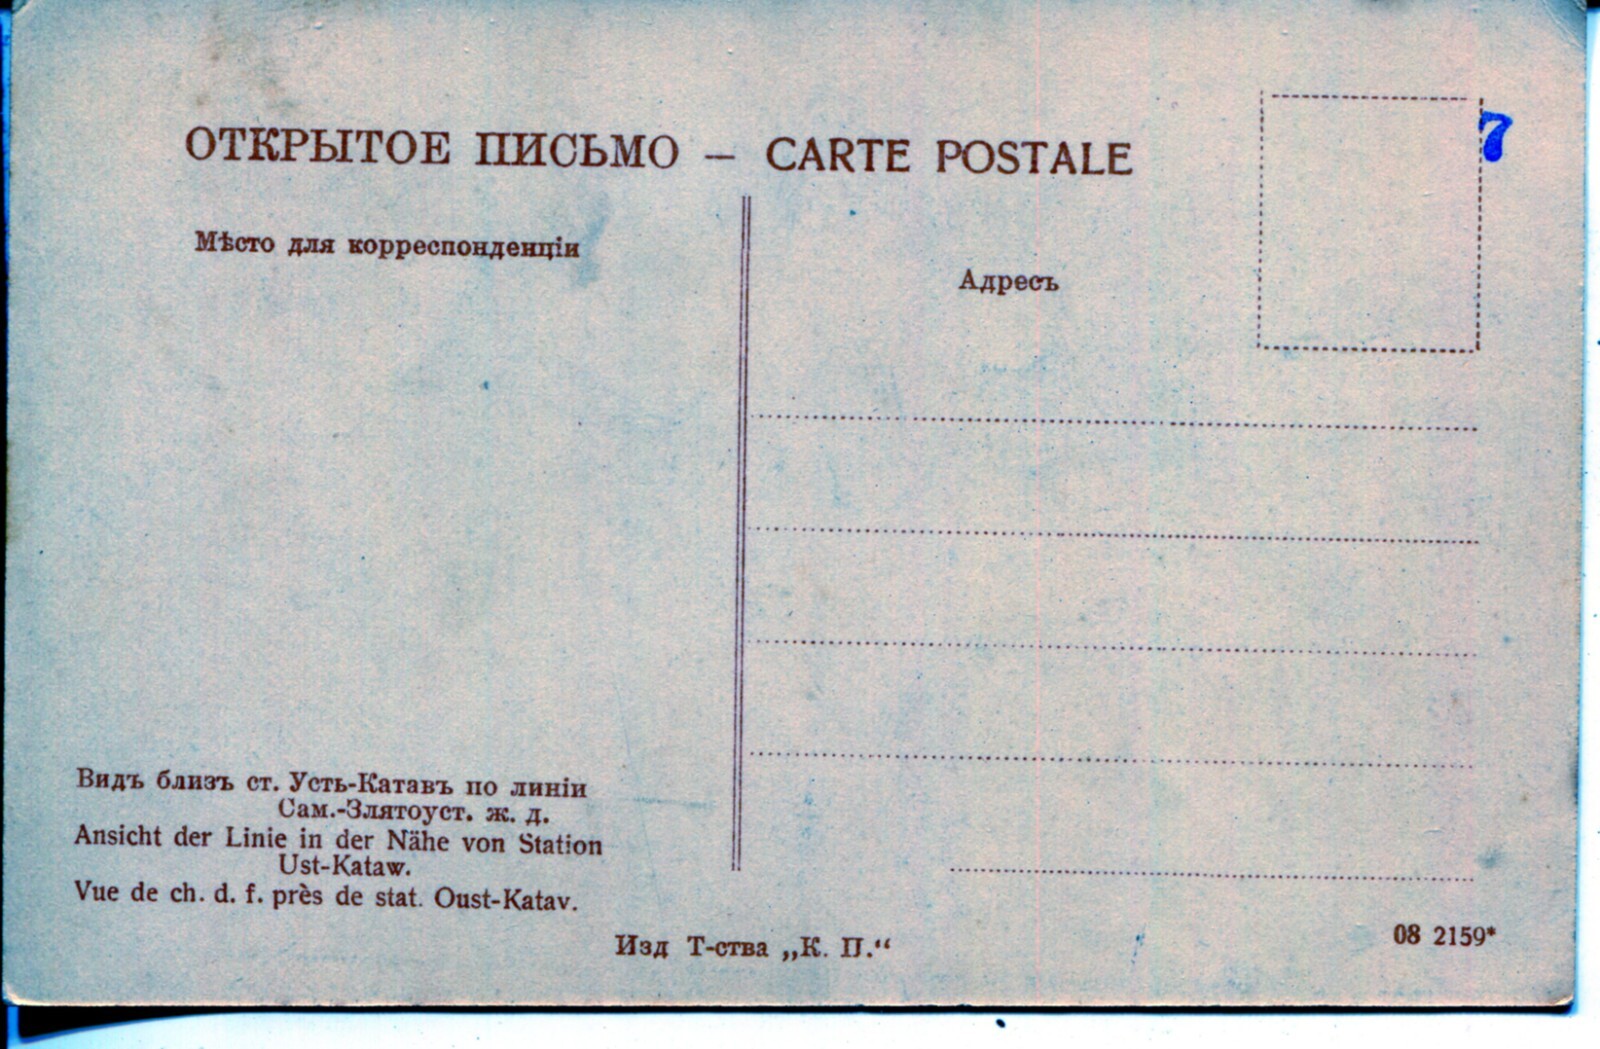 ОТКРЫТОЕ ПИСЬМО – CARTE POSTALE
7
Мѣсто для корреспонденціи
Адресъ
Видъ близъ ст. Усть-Катавъ по линіи
Сам.-Злятоуст. ж. д.
Ansicht der Linie in der Nähe von Station
Ust-Kataw.
Vue de ch. d. f. près de stat. Oust-Katav.
Изд Т-ства „К. П.“
08 2159*